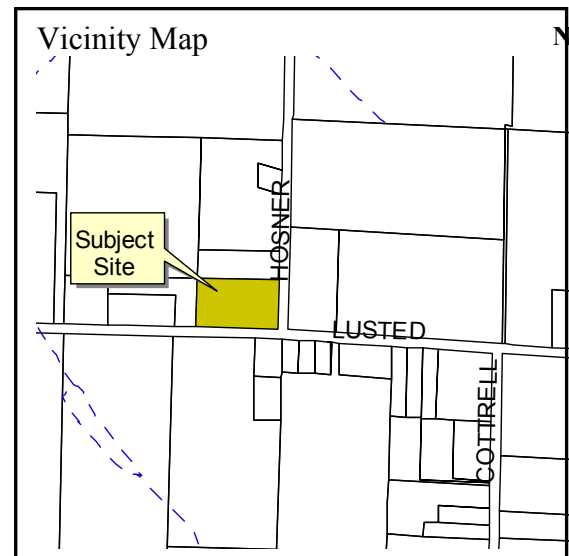 Vicinity Map
N
Subject
Site
HOSNER
LUSTED
COTTRELL